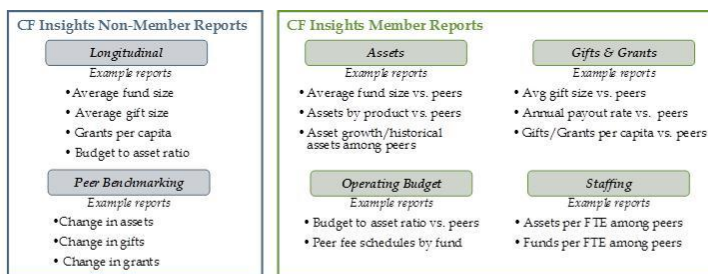 CF Insights Non-Member Reports
Longitudinal
Example reports
•Average fund size
•Average gift size
•Grants per capita
•Budget to asset ratio
Peer Benchmarking
Example reports
•Change in assets
•Change in gifts
•Change in grants
CF Insights Member Reports
Assets
Example reports
•Average fund size vs. peers
•Assets by product vs. peers
•Asset growth/historical
assets among peers
Gifts & Grants
Example reports
•Avg gift size vs. peers
•Annual payout rate vs. peers
•Gifts/Grants per capita vs. peers
Operating Budget
Example reports
•Budget to asset ratio vs. peers
•Peer fee schedules by fund
Staffing
Example reports
•Assets per FTE among peers
•Funds per FTE among peers